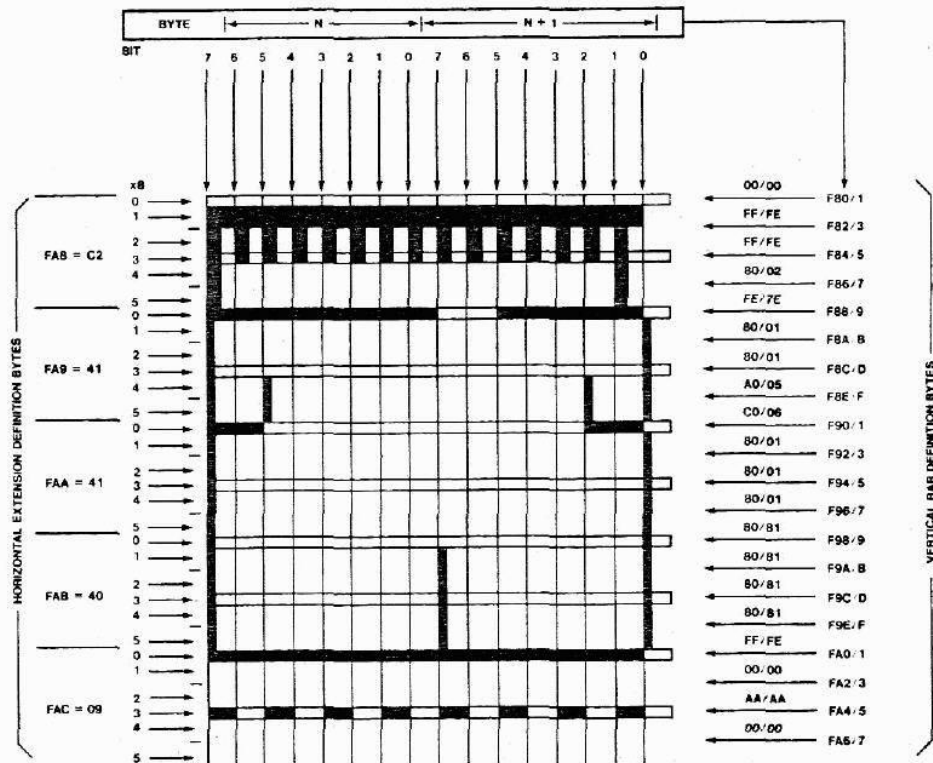 BYTE N N + 1
BIT
7 6 5 4 3 2 1 0 7 6 5 4 3 2 1 0
x8
HORIZONTAL EXTENSION DEFINITION BYTES
FA8 = C2
FA9 = 41
FAA = 41
FAB = 40
FAC = 09
0
1
2
3
4
5
0
1
2
3
4
5
0
1
2
3
4
5
0
1
2
3
4
5
0
1
2
3
4
5
00/00 F80/1
FF/FE F82/3
FF/FE F84/5
80/02 F86/7
FE/7E F88/9
80/01 F8A/B
80/01 F8C/D
A0/05 F8E/F
C0/06 F90/1
80/01 F92/3
80/01 F94/5
80/01 F96/7
80/81 F98/9
80/81 F9A/B
80/81 F9C/D
80/81 F9E/F
FF/FE FA0/1
00/00 FA2/3
AA/AA FA4/5
00/00 FA6/7
VERTICAL BAR DEFINITION BYTES